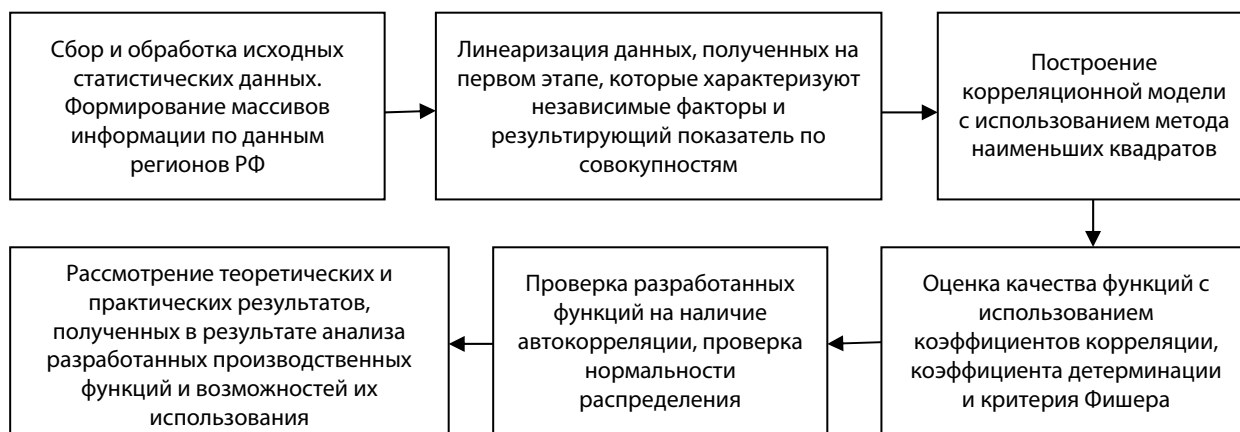 Сбор и обработка исходных
статистических данных.
Формирование массивов
информации по данным
регионов РФ
Линеаризация данных, полученных на
первом этапе, которые характеризуют
независимые факторы и
результирующий показатель по
совокупностям
Построение
корреляционной модели
с использованием метода
наименьших квадратов
Оценка качества функций с
использованием
коэффициентов корреляции,
коэффициента детерминации
и критерия Фишера
Проверка разработанных
функций на наличие
автокорреляции, проверка
нормальности
распределения
Рассмотрение теоретических и
практических результатов,
полученных в результате анализа
разработанных производственных
функций и возможностей их
использования